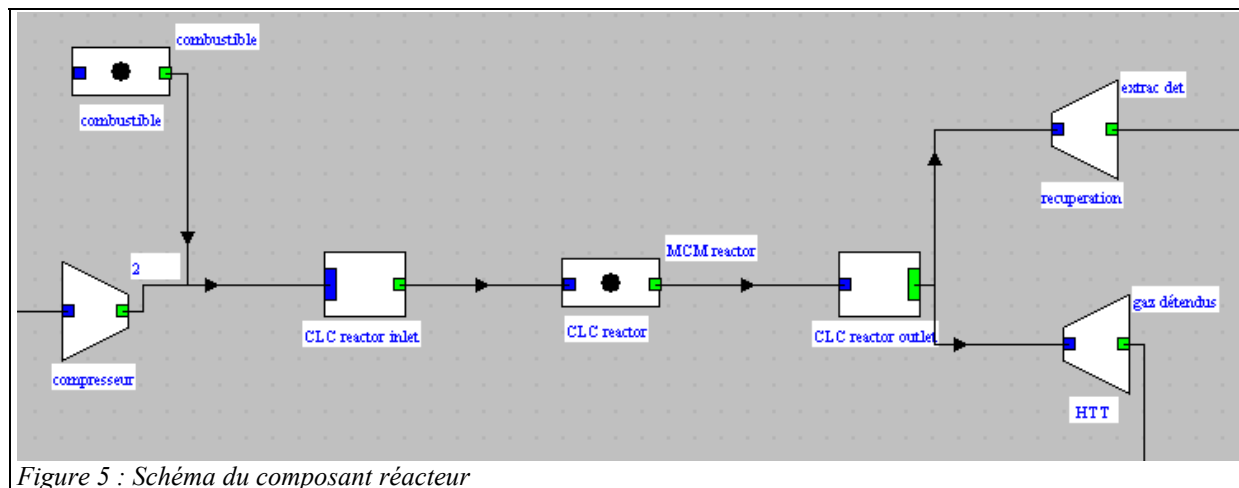 combustible
combustible
extrac det
recuperation
2
MCM reactor
gaz détendus
CLC reactor inlet
CLC reactor
CLC reactor outlet
compresseur
HTT
Figure 5 : Schéma du composant réacteur